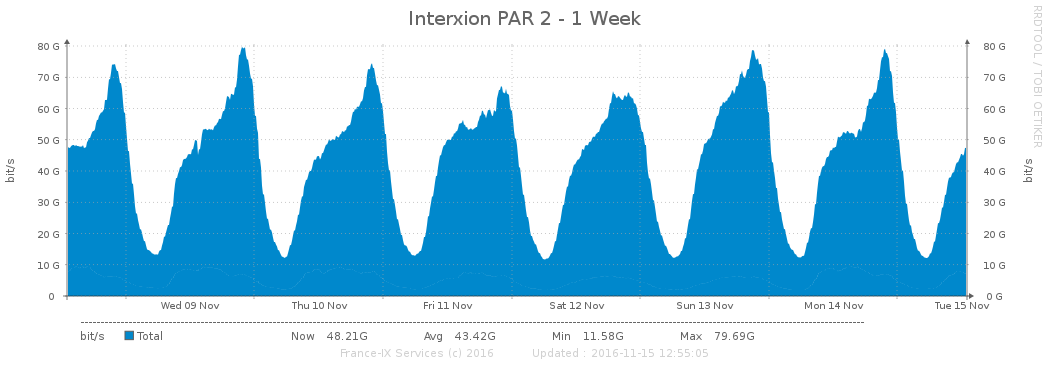 Interxion PAR 2 - 1 Week
RRDTOOL / TOBI OETIKER
80 G 80 G
70 G 70 G
60 G 60 G
50 G 50 G
40 G 40 G
30 G 30 G
20 G 20 G
10 G 10 G
0 0 G
bit/s
bit/s
Wed 09 Nov Thu 10 Nov Fri 11 Nov Sat 12 Nov Sun 13 Nov Mon 14 Nov Tue 15 Nov
bit/s Total Now 48.21G Avg 43.42G Min 11.58G Max 79.69G
France-IX Services (c) 2016 Updated : 2016-11-15 12:55:05